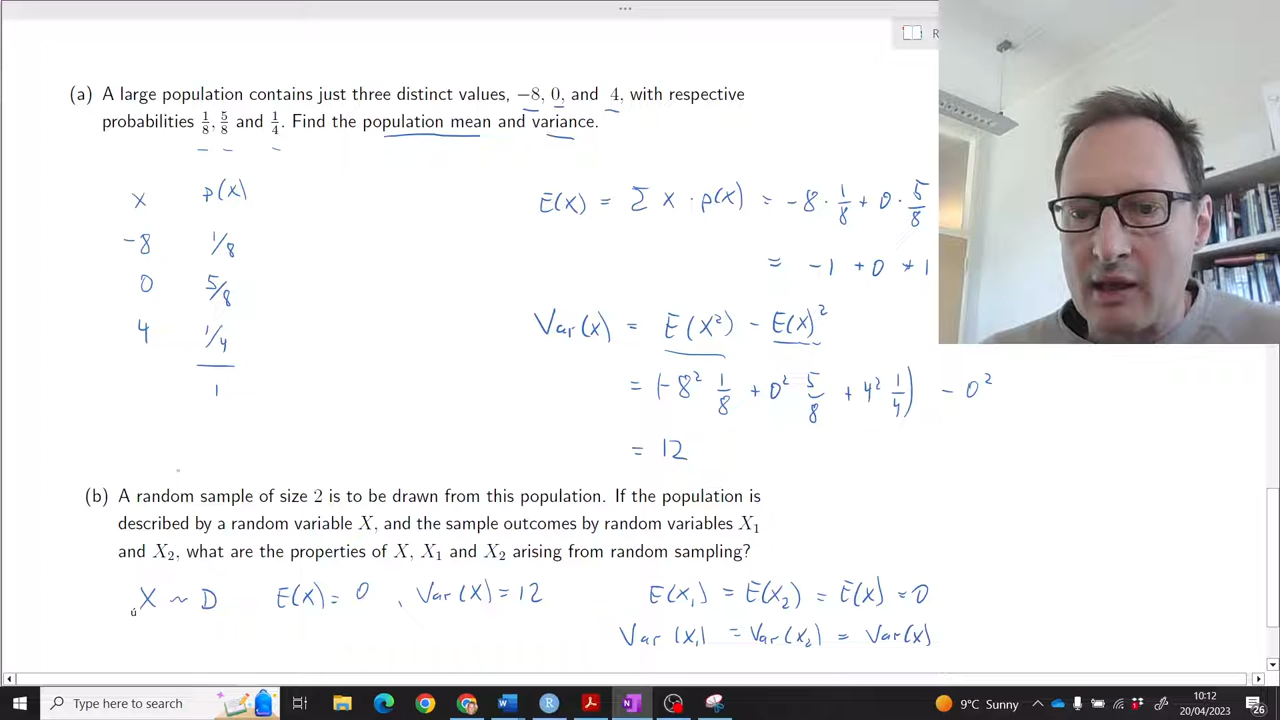 R
(a) A large population contains just three distinct values, −8, 0, and 4, with respective
probabilities 1/8, 5/8 and 1/4. Find the population mean and variance.
x p(x)
-8 1/8
0 5/8
4 1/4
1
E(X) = Σ x · p(x) = -8 · 1/8 + 0 · 5/8
= -1 + 0 + 1
Var(X) = E(X²) - E(X)²
= (-8² 1/8 + 0² 5/8 + 4² 1/4) - 0²
= 12
(b) A random sample of size 2 is to be drawn from this population. If the population is
described by a random variable X, and the sample outcomes by random variables X₁
and X₂, what are the properties of X, X₁ and X₂ arising from random sampling?
X ~ D E(X) = 0 , Var(X) = 12
E(X₁) = E(X₂) = E(X) = 0
Var(X₁) = Var(X₂) = Var(X)
Type here to search
9°C Sunny
10:12
20/04/2023
26